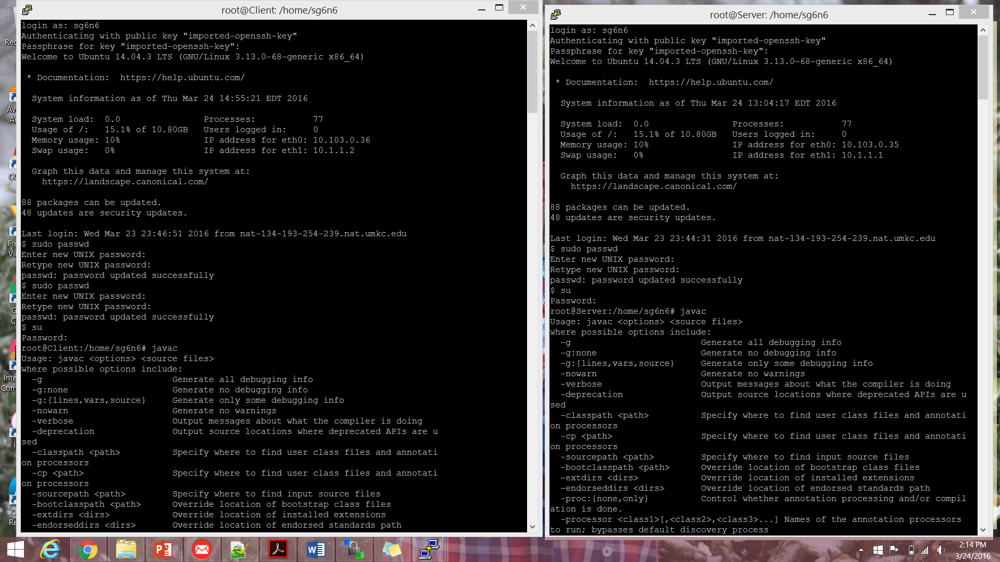 root@Client: /home/sg6n6
login as: sg6n6
Authenticating with public key "imported-openssh-key"
Passphrase for key "imported-openssh-key":
Welcome to Ubuntu 14.04.3 LTS (GNU/Linux 3.13.0-68-generic x86_64)
* Documentation:  https://help.ubuntu.com/
System information as of Thu Mar 24 14:55:21 EDT 2016
System load:  0.0                Processes:           77
Usage of /:   15.1% of 10.80GB   Users logged in:     0
Memory usage: 10%                IP address for eth0: 10.103.0.36
Swap usage:   0%                 IP address for eth1: 10.1.1.2
Graph this data and manage this system at:
https://landscape.canonical.com/
88 packages can be updated.
48 updates are security updates.
Last login: Wed Mar 23 23:46:51 2016 from nat-134-193-254-239.nat.umkc.edu
$ sudo passwd
Enter new UNIX password:
Retype new UNIX password:
passwd: password updated successfully
$ sudo passwd
Enter new UNIX password:
Retype new UNIX password:
passwd: password updated successfully
$ su
Password:
root@Client:/home/sg6n6# javac
Usage: javac <options> <source files>
where possible options include:
-g                         Generate all debugging info
-g:none                    Generate no debugging info
-g:{lines,vars,source}     Generate only some debugging info
-nowarn                    Generate no warnings
-verbose                   Output messages about what the compiler is doing
-deprecation               Output source locations where deprecated APIs are u
sed
-classpath <path>          Specify where to find user class files and annotati
on processors
-cp <path>                 Specify where to find user class files and annotati
on processors
-sourcepath <path>         Specify where to find input source files
-bootclasspath <path>      Override location of bootstrap class files
-extdirs <dirs>            Override location of installed extensions
-endorseddirs <dirs>       Override location of endorsed standards path
root@Server: /home/sg6n6
login as: sg6n6
Authenticating with public key "imported-openssh-key"
Passphrase for key "imported-openssh-key":
Welcome to Ubuntu 14.04.3 LTS (GNU/Linux 3.13.0-68-generic x86_64)
* Documentation:  https://help.ubuntu.com/
System information as of Thu Mar 24 13:04:17 EDT 2016
System load:  0.0                Processes:           77
Usage of /:   15.1% of 10.80GB   Users logged in:     0
Memory usage: 10%                IP address for eth0: 10.103.0.35
Swap usage:   0%                 IP address for eth1: 10.1.1.1
Graph this data and manage this system at:
https://landscape.canonical.com/
88 packages can be updated.
48 updates are security updates.
Last login: Wed Mar 23 23:44:31 2016 from nat-134-193-254-239.nat.umkc.edu
$ sudo passwd
Enter new UNIX password:
Retype new UNIX password:
passwd: password updated successfully
$ su
Password:
root@Server:/home/sg6n6# javac
Usage: javac <options> <source files>
where possible options include:
-g                         Generate all debugging info
-g:none                    Generate no debugging info
-g:{lines,vars,source}     Generate only some debugging info
-nowarn                    Generate no warnings
-verbose                   Output messages about what the compiler is doing
-deprecation               Output source locations where deprecated APIs are u
sed
-classpath <path>          Specify where to find user class files and annotati
on processors
-cp <path>                 Specify where to find user class files and annotati
on processors
-sourcepath <path>         Specify where to find input source files
-bootclasspath <path>      Override location of bootstrap class files
-extdirs <dirs>            Override location of installed extensions
-endorseddirs <dirs>       Override location of endorsed standards path
-proc:{none,only}          Control whether annotation processing and/or compil
ation is done.
-processor <class1>[,<class2>,<class3>...] Names of the annotation processors
to run; bypasses default discovery process
2:14 PM
3/24/2016